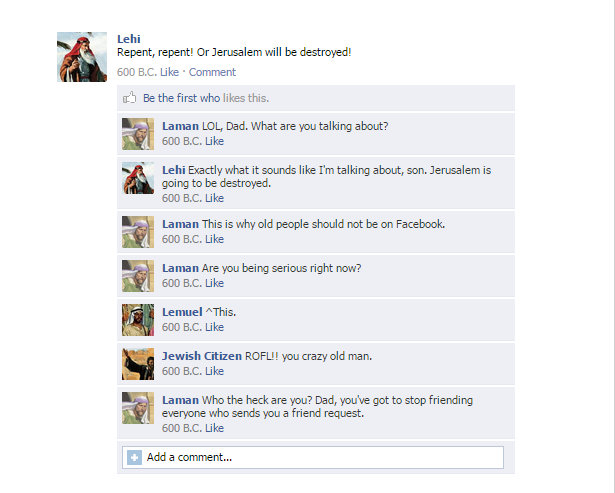 Lehi
Repent, repent! Or Jerusalem will be destroyed!
600 B.C. Like · Comment
Be the first who likes this.
Laman LOL, Dad. What are you talking about?
600 B.C. Like
Lehi Exactly what it sounds like I'm talking about, son. Jerusalem is
going to be destroyed.
600 B.C. Like
Laman This is why old people should not be on Facebook.
600 B.C. Like
Laman Are you being serious right now?
600 B.C. Like
Lemuel ^This.
600 B.C. Like
Jewish Citizen ROFL!! you crazy old man.
600 B.C. Like
Laman Who the heck are you? Dad, you've got to stop friending
everyone who sends you a friend request.
600 B.C. Like
Add a comment...